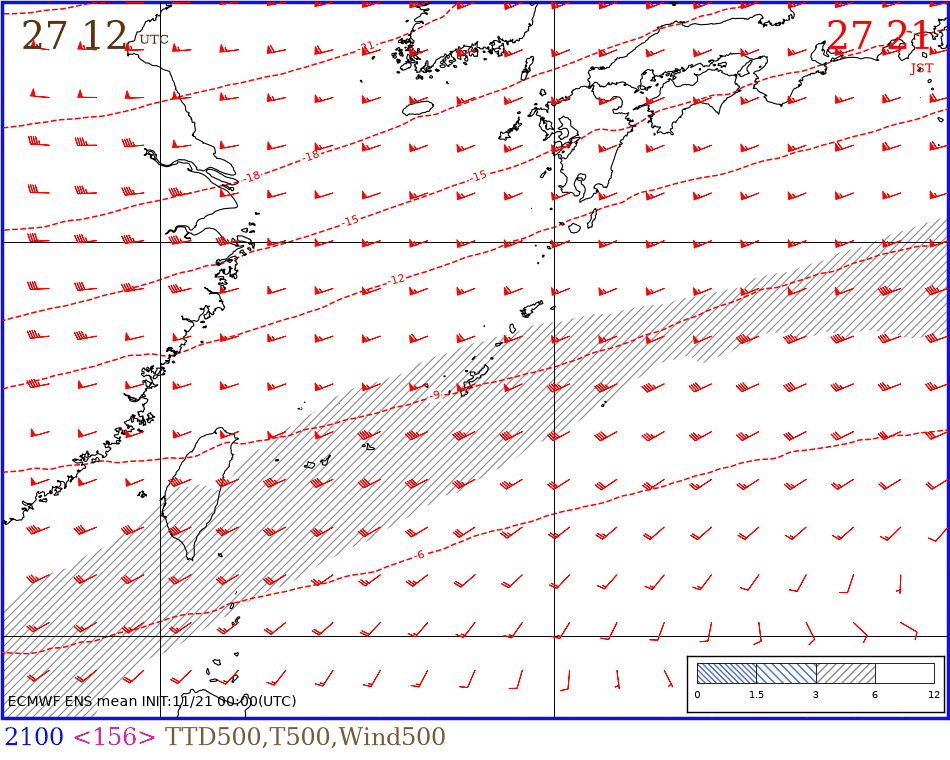 27 12 UTC
27 21
JST
-21
-18
-18
-15
-15
-12
-9
-6
0 1.5 3 6 12
ECMWF ENS mean INIT:11/21 00:00(UTC)
2100 <156> TTD500,T500,Wind500